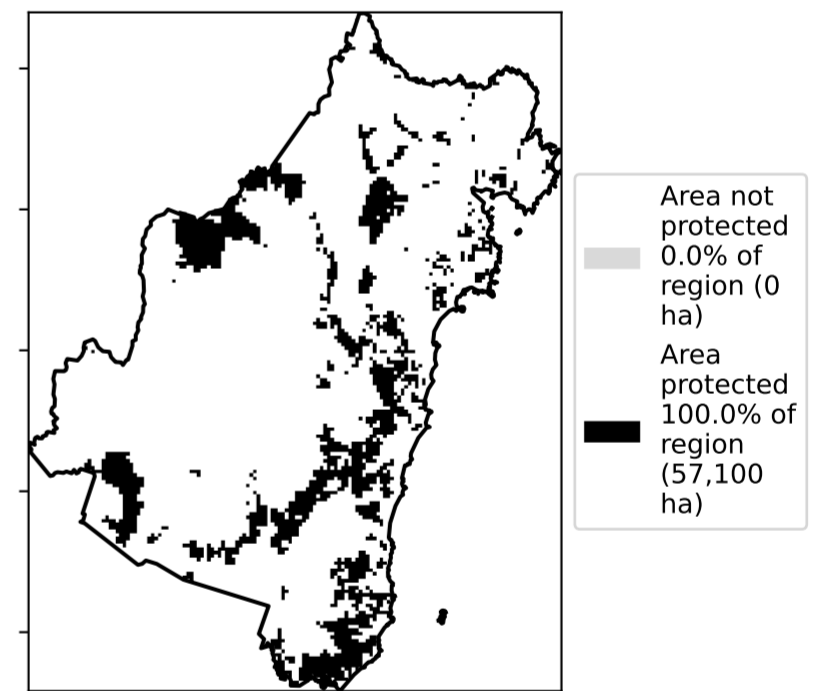 Area not
protected
0.0% of
region (0
ha)
Area
protected
100.0% of
region
(57,100
ha)